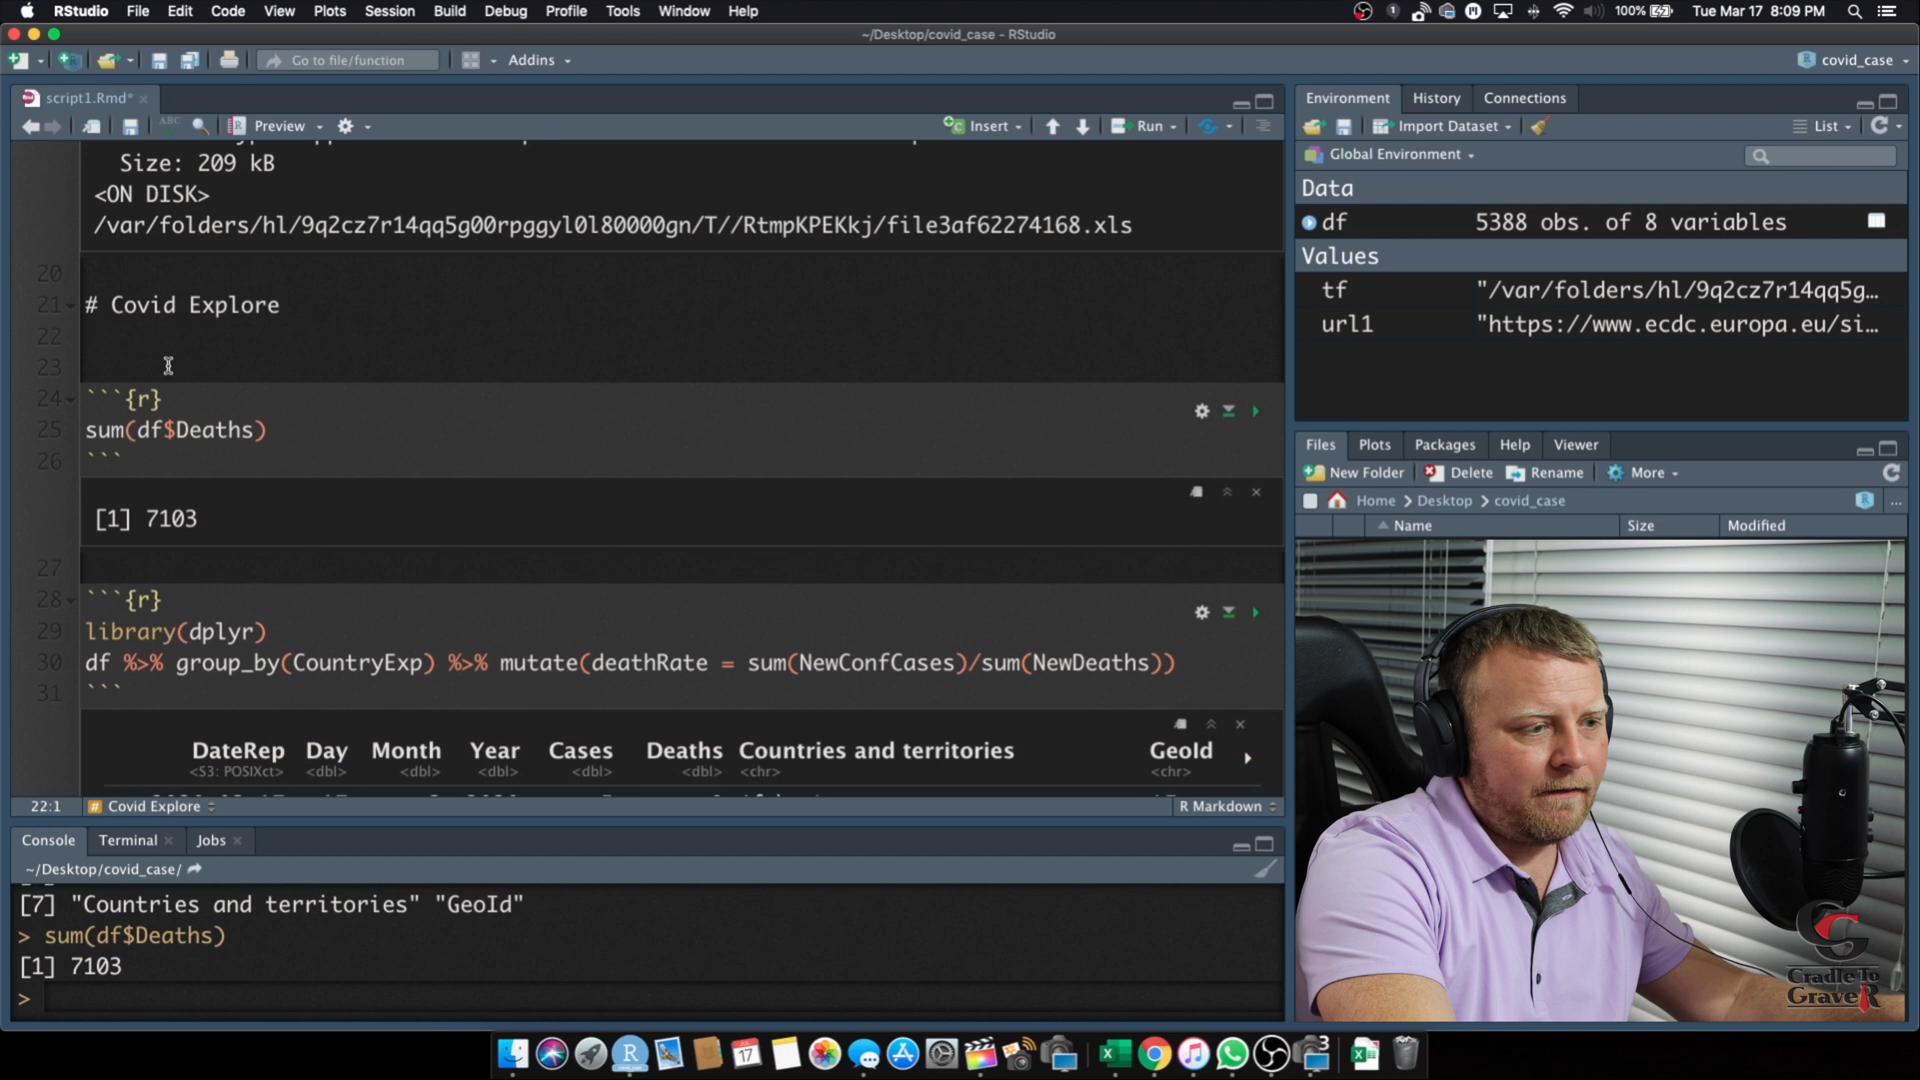 RStudio File Edit Code View Plots Session Build Debug Profile Tools Window Help 100% Tue Mar 17 8:09 PM
~/Desktop/covid_case - RStudio
Go to file/function Addins covid_case
script1.Rmd*
Preview Insert Run
Size: 209 kB
<ON DISK>
/var/folders/hl/9q2cz7r14qq5g00rpggyl0l80000gn/T//RtmpKPEKkj/file3af62274168.xls
20
21 # Covid Explore
22
23
24 ```{r}
25 sum(df$Deaths)
26 ```
[1] 7103
27
28 ```{r}
29 library(dplyr)
30 df %>% group_by(CountryExp) %>% mutate(deathRate = sum(NewConfCases)/sum(NewDeaths))
31 ```
DateRep Day Month Year Cases Deaths Countries and territories GeoId
<S3: POSIXct> <dbl> <dbl> <dbl> <dbl> <dbl> <chr> <chr>
22:1 # Covid Explore R Markdown
Console Terminal Jobs
~/Desktop/covid_case/
[7] "Countries and territories" "GeoId"
> sum(df$Deaths)
[1] 7103
>
Environment History Connections
Import Dataset List
Global Environment
Data
df 5388 obs. of 8 variables
Values
tf "/var/folders/hl/9q2cz7r14qq5g…
url1 "https://www.ecdc.europa.eu/si…
Files Plots Packages Help Viewer
New Folder Delete Rename More
Home Desktop covid_case ...
Name Size Modified
Cradle To
GraveR
17
3